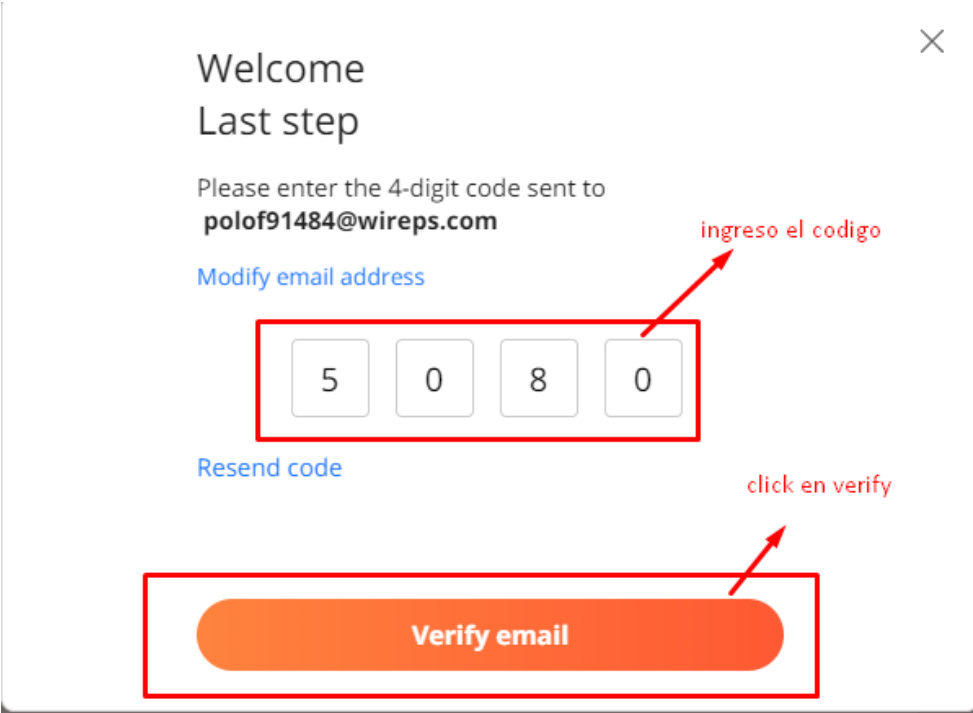 Welcome
Last step
Please enter the 4-digit code sent to
polof91484@wireps.com
ingreso el codigo
Modify email address
5 0 8 0
Resend code
click en verify
Verify email